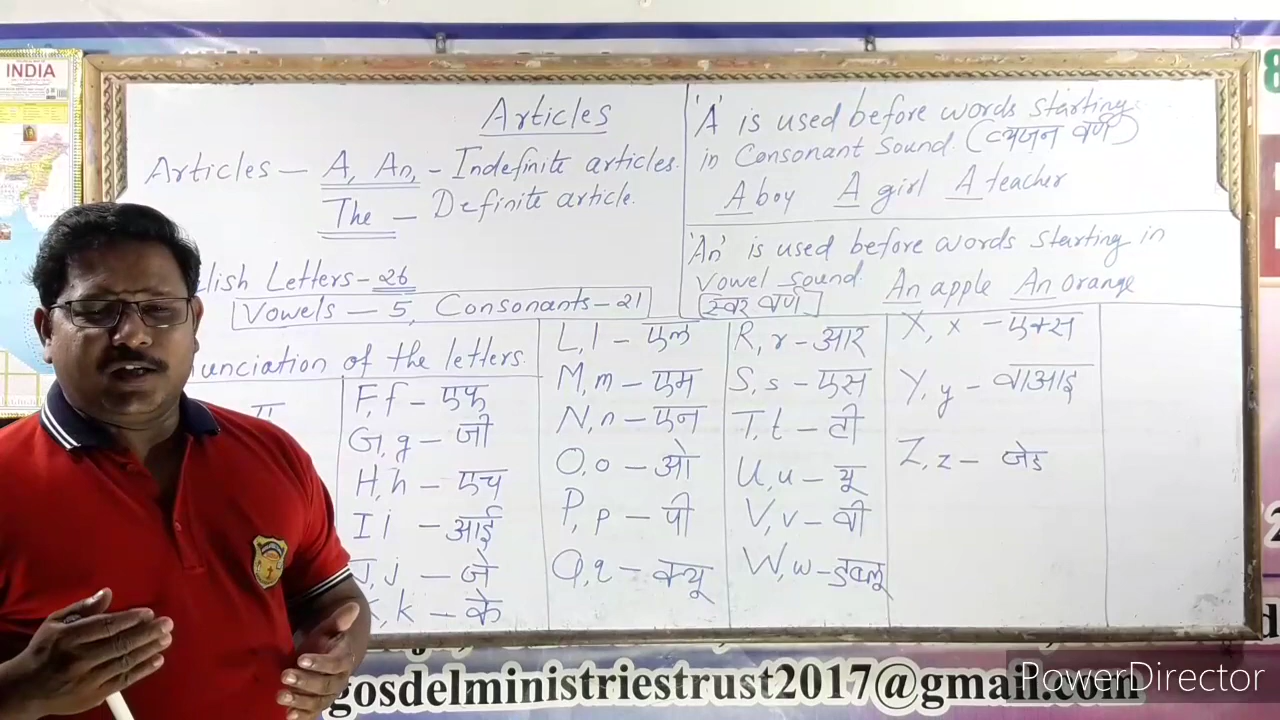 INDIA
Articles
Articles — A, An, - Indefinite articles.
The — Definite article.
lish Letters - 26
Vowels — 5, Consonants - 21
unciation of the letters.
F f - एफ
G, g - जी
H, h - एच
I i - आई
J, j - जे
k - के
L, l - एल
M, m - एम
N, n - एन
O, o - ओ
P, p - पी
Q, q - क्यू
R, r - आर
S, s - एस
T, t - टी
U, u - यू
V, v - वी
W, w - डब्लू
X, x - एक्स
Y, y - वाआइ
Z, z - जेड
'A' is used before words starting
in Consonant Sound. (व्यंजन वर्ण)
A boy A girl A teacher
'An' is used before words starting in
Vowel Sound. An apple An orange
स्वर वर्ण
gosdelministriestrust2017@gmail.com
PowerDirector